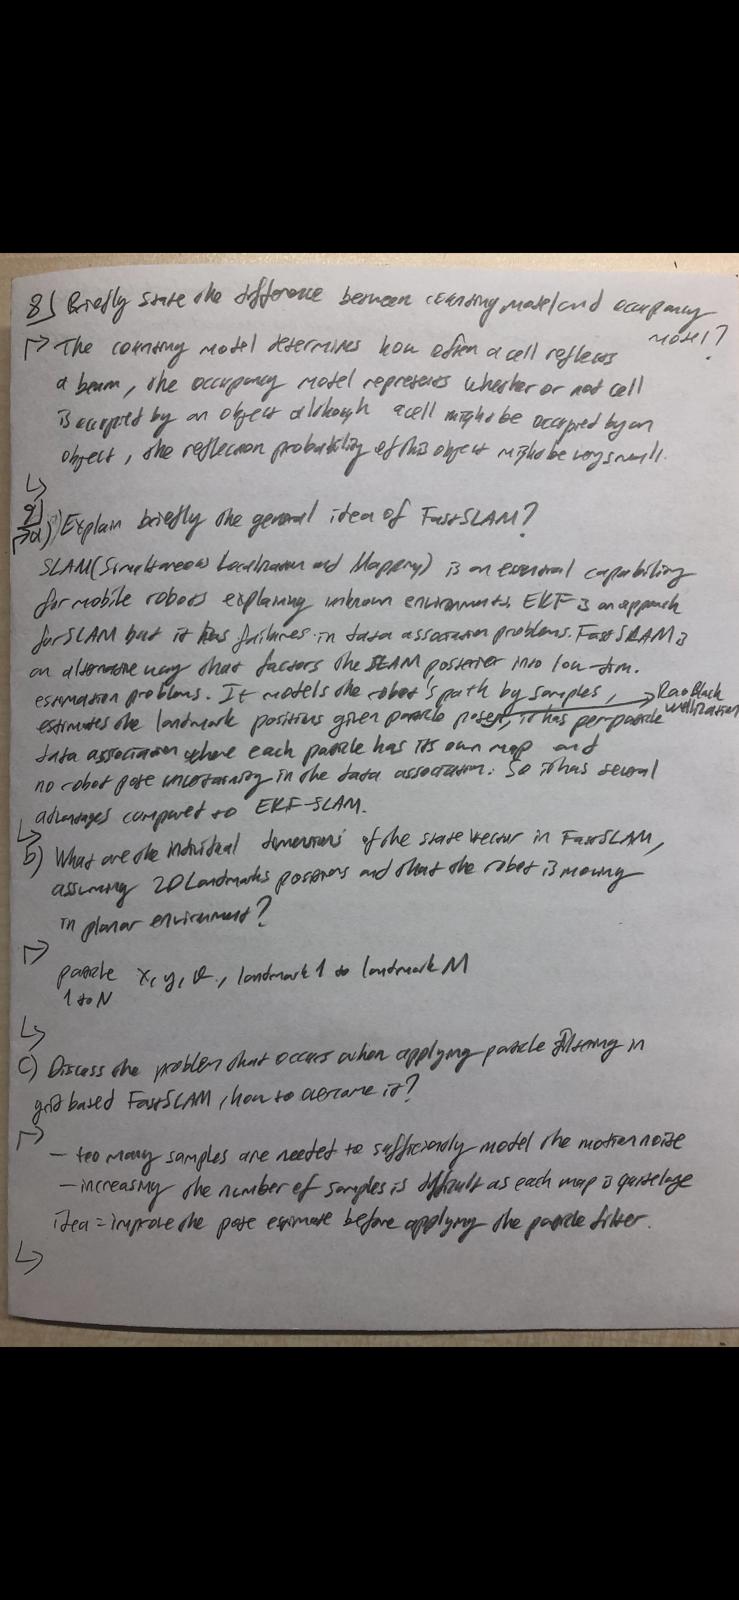 8) Briefly state the difference between counting model and occupancy model?
The counting model determines how often a cell reflects
a beam, the occupancy model represents whether or not cell
is occupied by an object although a cell might be occupied by an
object, the reflection probability of this object might be very small.
9)
a) Explain briefly the general idea of FastSLAM?
SLAM (Simultaneous Localization and Mapping) is an essential capability
for mobile robots explaining unknown environments. EKF is an approach
for SLAM but it has failures in data association problems. FastSLAM is
an alternative way that factors the SLAM posterior into low-dim.
estimation problems. It models the robot's path by samples,
estimates the landmark positions given particle poses, it has per-particle
Rao Black
wellization
data association where each particle has its own map and
no robot pose uncertainty in the data association. So it has several
advantages compared to EKF-SLAM.
b) What are the individual dimensions of the state vector in FastSLAM,
assuming 2D Landmarks positions and that the robot is moving
in planar environment?
particle x, y, θ, landmark 1 to landmark M
1 to N
c) Discuss the problem that occurs when applying particle filtering in
grid based FastSLAM, how to overcome it?
- too many samples are needed to sufficiently model the motion noise
- increasing the number of samples is difficult as each map is quite large
idea = improve the pose estimate before applying the particle filter.